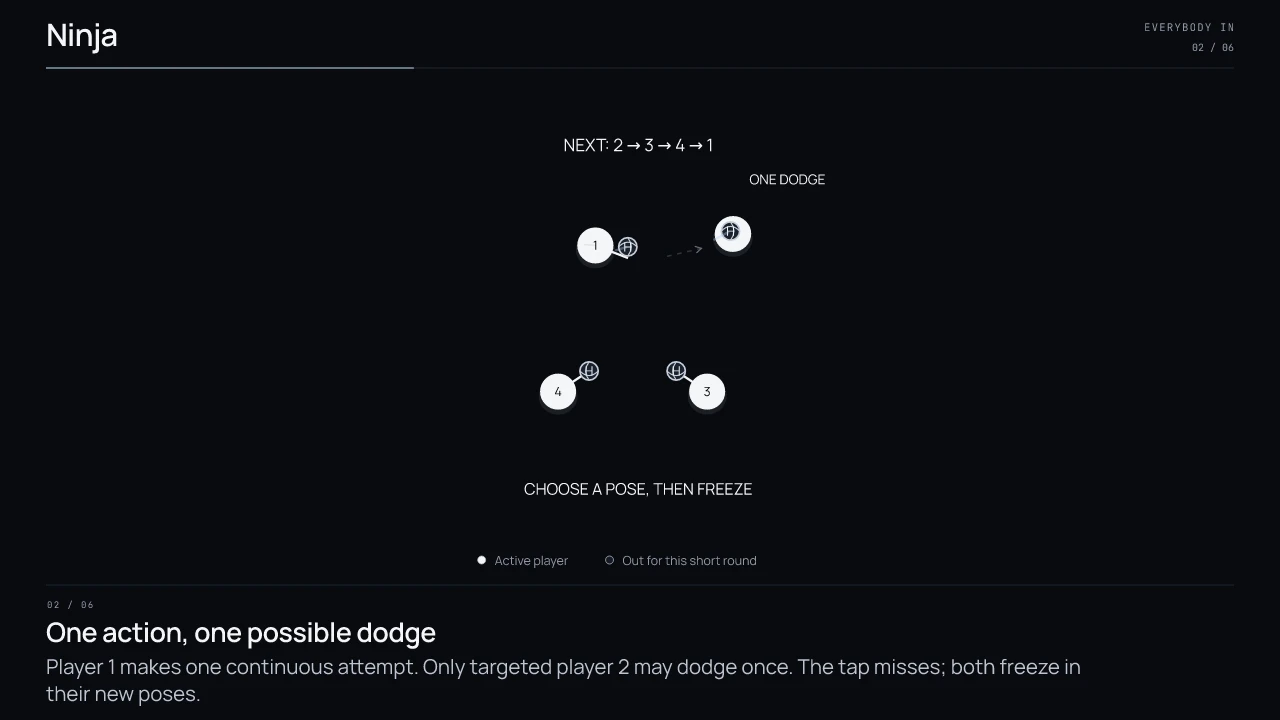 Ninja
EVERYBODY IN
02 / 06
NEXT: 2 → 3 → 4 → 1
ONE DODGE
1
H
H
H
H
4
3
CHOOSE A POSE, THEN FREEZE
Active player
Out for this short round
02 / 06
One action, one possible dodge
Player 1 makes one continuous attempt. Only targeted player 2 may dodge once. The tap misses; both freeze in
their new poses.